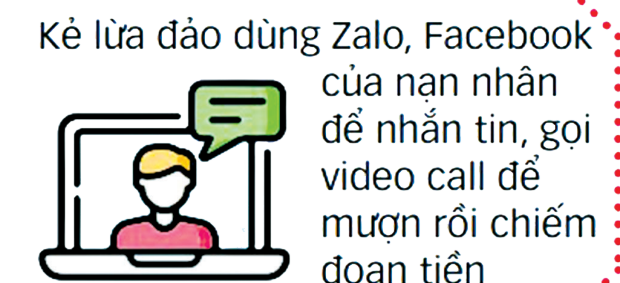 Kẻ lừa đảo dùng Zalo, Facebook
của nạn nhân
để nhắn tin, gọi
video call để
mượn rồi chiếm
đoạn tiền